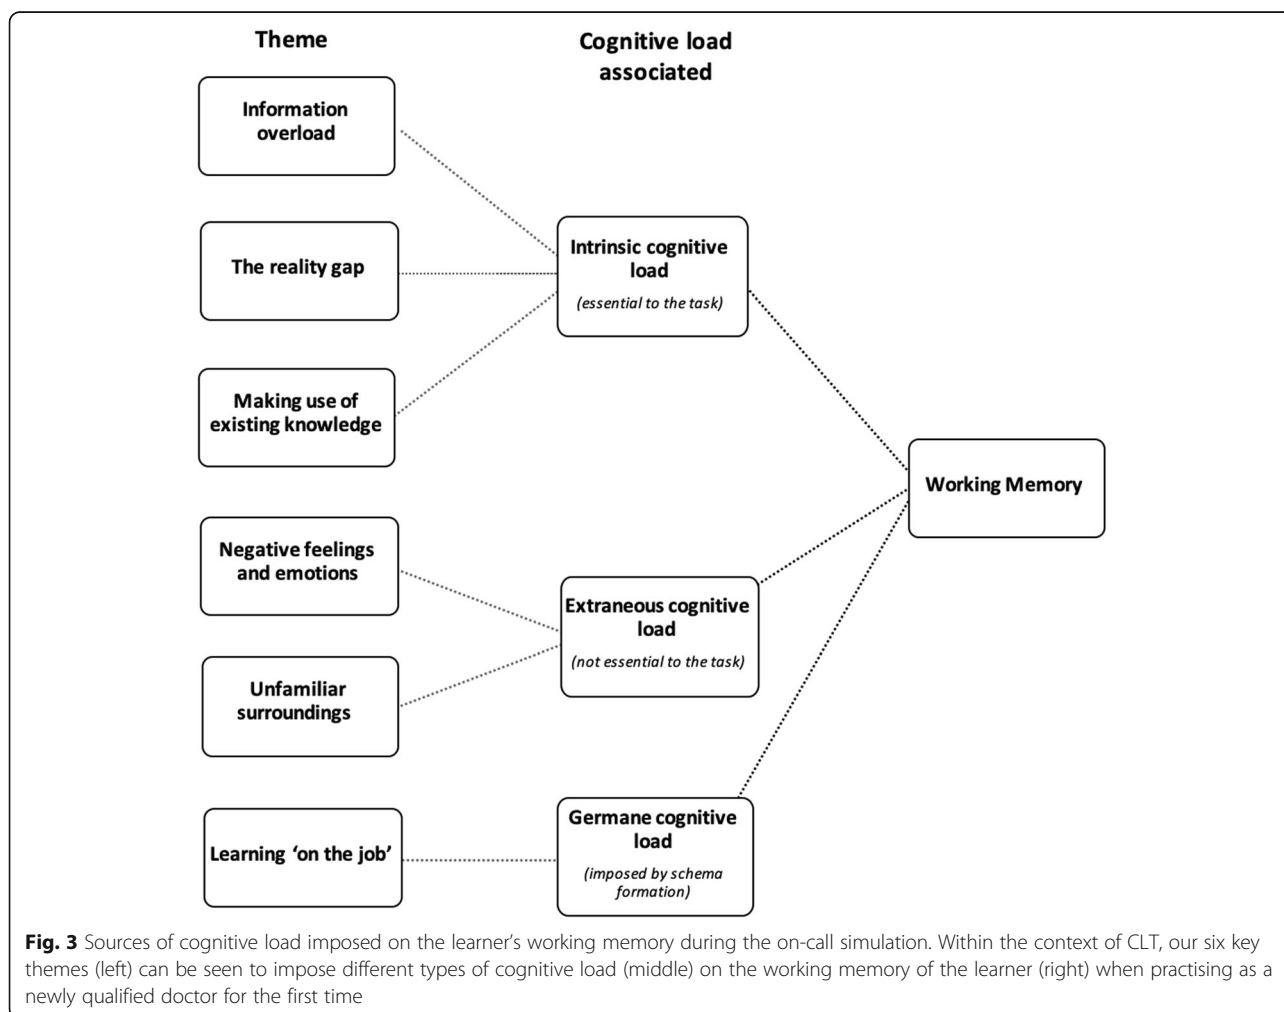 Theme
Cognitive load
associated
Information
overload
The reality gap
Making use of
existing knowledge
Negative feelings
and emotions
Unfamiliar
surroundings
Learning ‘on the job’
Intrinsic cognitive
load
(essential to the task)
Extraneous cognitive
load
(not essential to the task)
Germane cognitive
load
(imposed by schema
formation)
Working Memory
Fig. 3 Sources of cognitive load imposed on the learner’s working memory during the on-call simulation. Within the context of CLT, our six key
themes (left) can be seen to impose different types of cognitive load (middle) on the working memory of the learner (right) when practising as a
newly qualified doctor for the first time